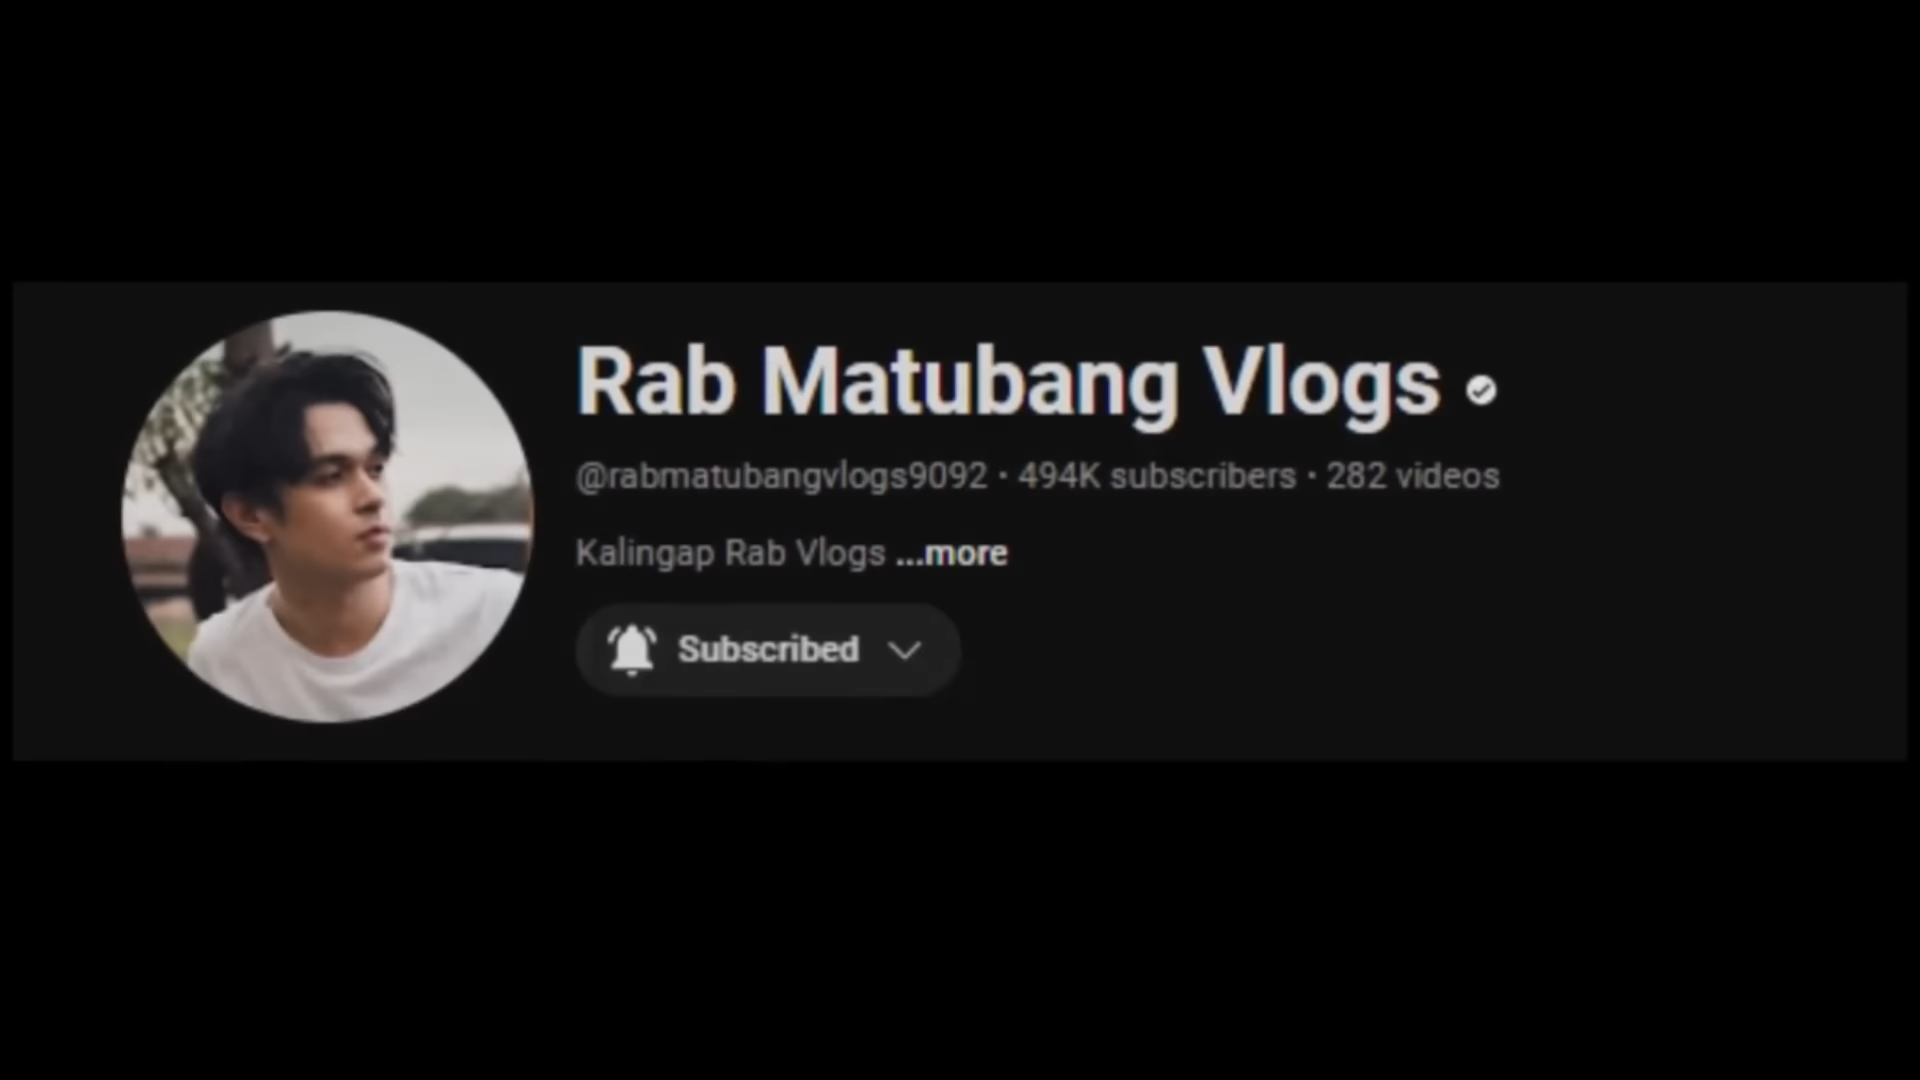 Rab Matubang Vlogs
@rabmatubangvlogs9092 · 494K subscribers · 282 videos
Kalingap Rab Vlogs ...more
Subscribed